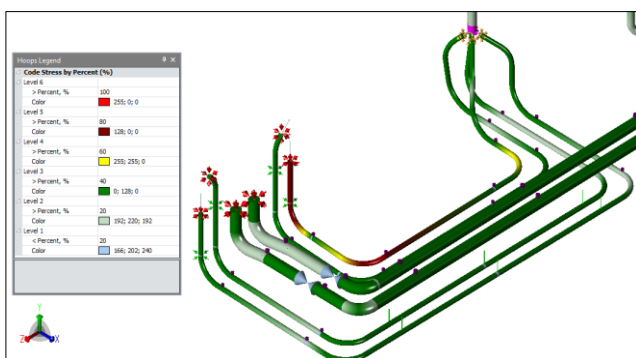 Hoops Legend
Code Stress by Percent (%)
Level 6
> Percent, % 100
Color 255; 0; 0
Level 5
> Percent, % 80
Color 128; 0; 0
Level 4
> Percent, % 60
Color 255; 255; 0
Level 3
> Percent, % 40
Color 0; 128; 0
Level 2
> Percent, % 20
Color 192; 220; 192
Level 1
< Percent, % 20
Color 166; 202; 240
Y
Z X